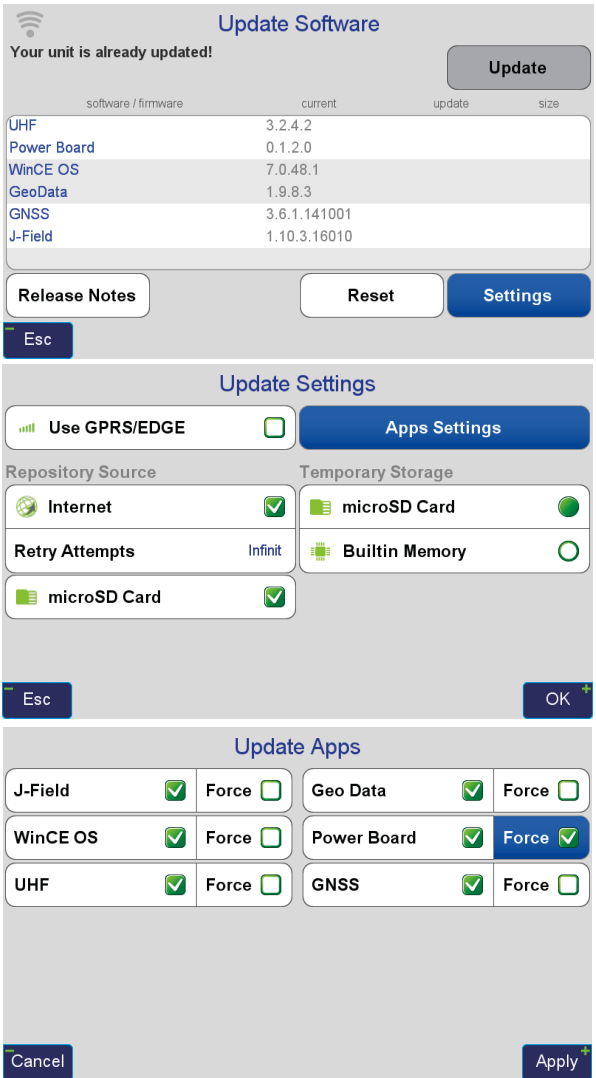 Update Software
Your unit is already updated!
Update
software / firmware current update size
UHF 3.2.4.2
Power Board 0.1.2.0
WinCE OS 7.0.48.1
GeoData 1.9.8.3
GNSS 3.6.1.141001
J-Field 1.10.3.16010
Release Notes Reset Settings
Esc
Update Settings
Use GPRS/EDGE Apps Settings
Repository Source Temporary Storage
Internet microSD Card
Retry Attempts Infinit Builtin Memory
microSD Card
Esc OK
Update Apps
J-Field Force Geo Data Force
WinCE OS Force Power Board Force
UHF Force GNSS Force
Cancel Apply